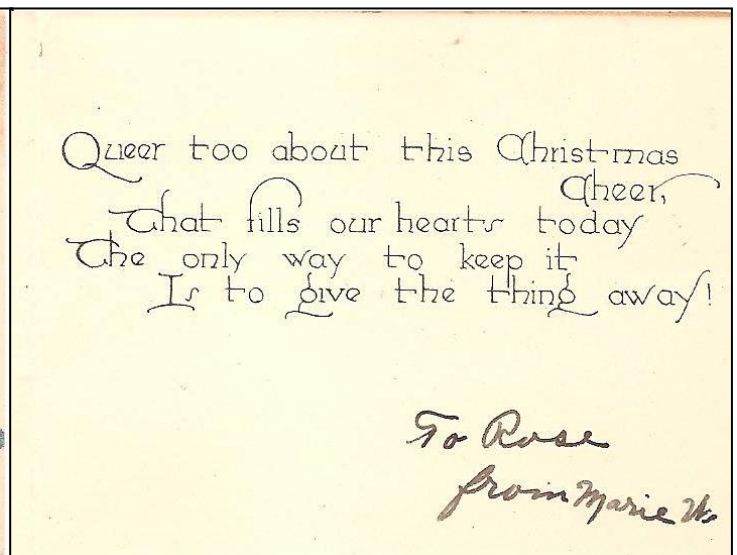 Queer too about this Christmas
Cheer,
That fills our hearts today
The only way to keep it
Is to give the thing away!
To Rose
from Marie W.